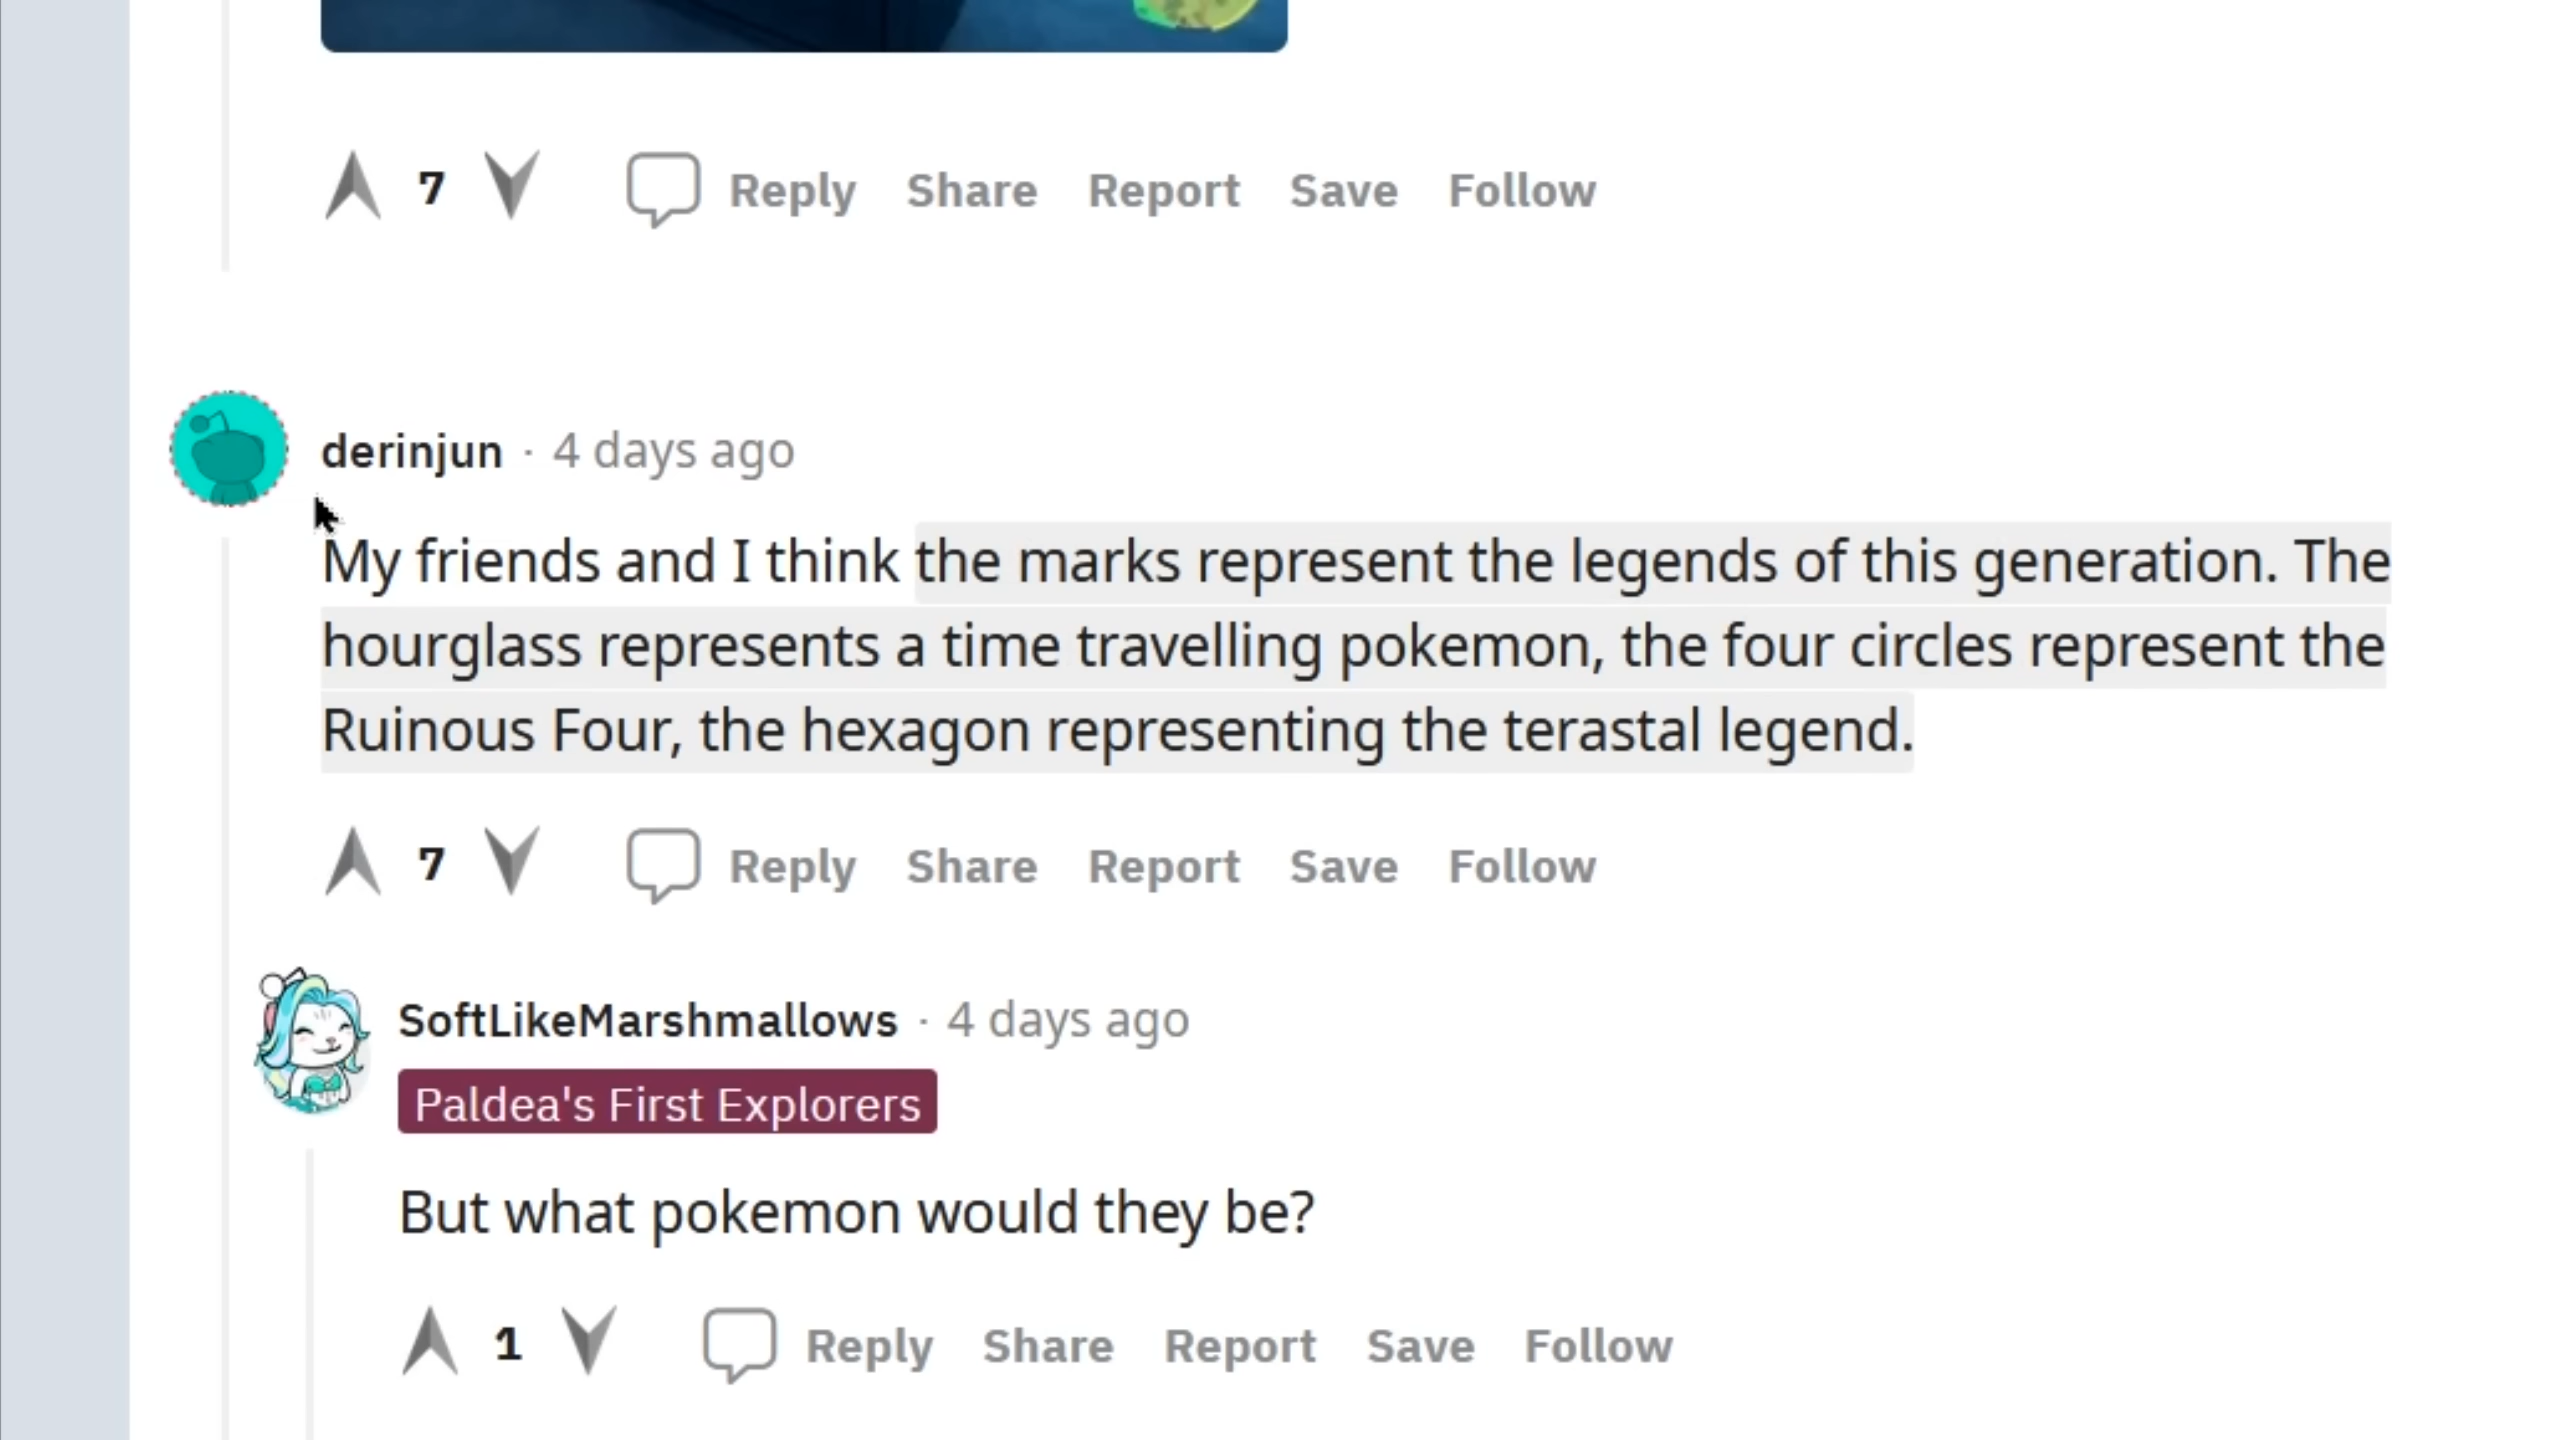 7 Reply Share Report Save Follow
derinjun · 4 days ago
My friends and I think the marks represent the legends of this generation. The
hourglass represents a time travelling pokemon, the four circles represent the
Ruinous Four, the hexagon representing the terastal legend.
7 Reply Share Report Save Follow
SoftLikeMarshmallows · 4 days ago
Paldea's First Explorers
But what pokemon would they be?
1 Reply Share Report Save Follow